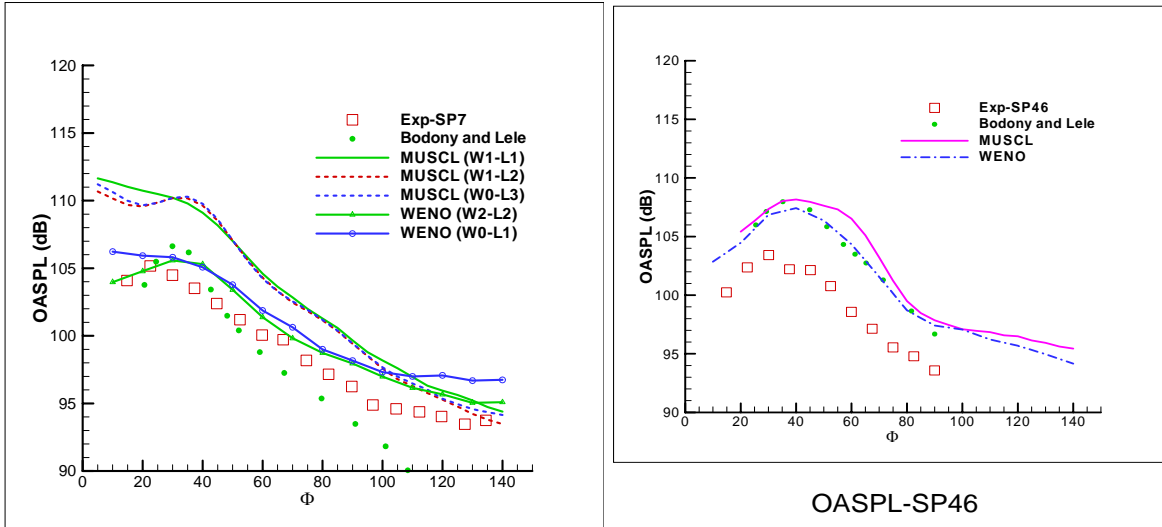 120
115
110
105
100
95
90
OASPL (dB)
0
20
40
60
80
100
120
140
Φ
Exp-SP7
Bodony and Lele
MUSCL (W1-L1)
MUSCL (W1-L2)
MUSCL (W0-L3)
WENO (W2-L2)
WENO (W0-L1)
120
115
110
105
100
95
90
OASPL (dB)
0
20
40
60
80
100
120
140
Φ
Exp-SP46
Bodony and Lele
MUSCL
WENO
OASPL-SP46